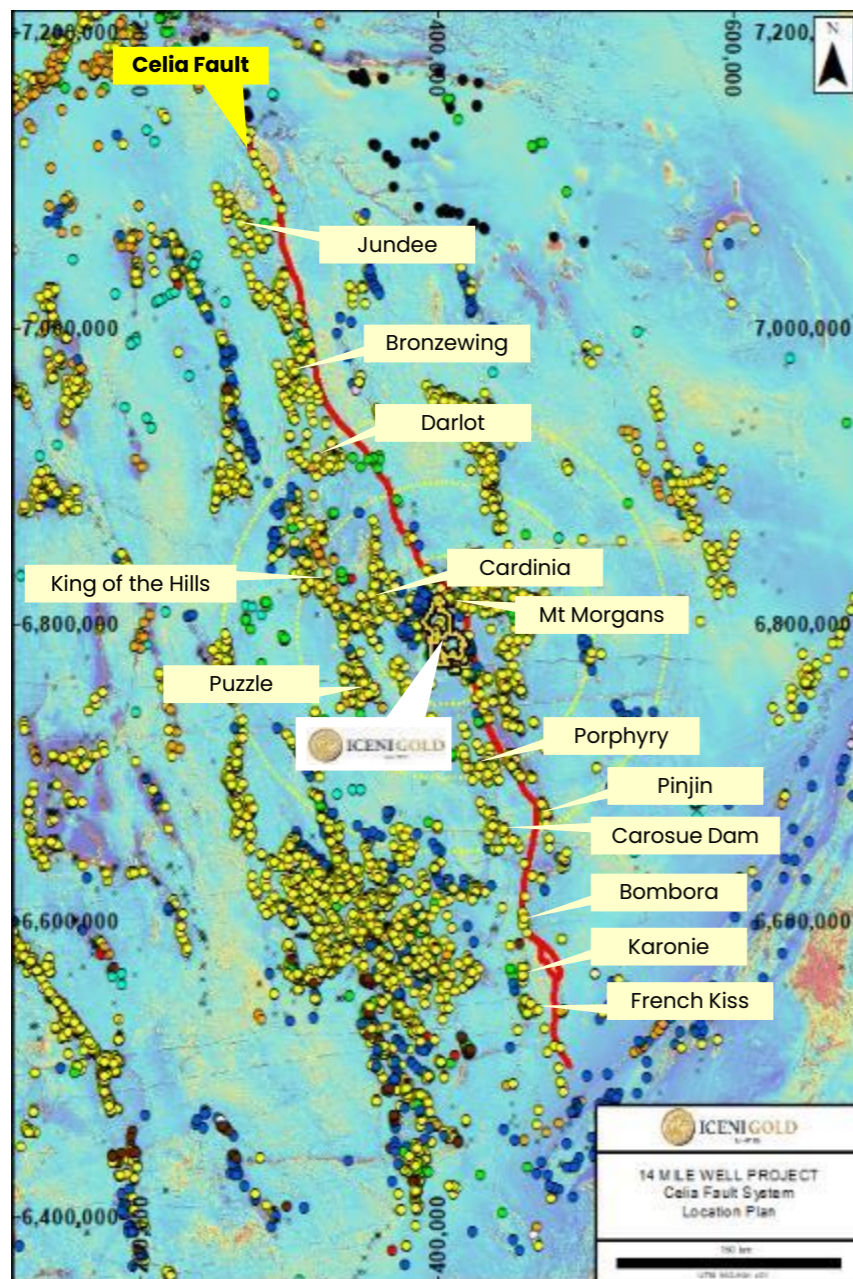 7,200,000
400,000
600,000
7,200,
N
Celia Fault
Jundee
7,000,000
7,000,000
Bronzewing
Darlot
Cardinia
King of the Hills
Mt Morgans
6,800,000
6,800,000
Puzzle
ICENI GOLD
Porphyry
Pinjin
Carosue Dam
Bombora
6,600,000
6,600,000
Karonie
French Kiss
ICENI GOLD
14 MILE WELL PROJECT
Celia Fault System
Location Plan
6,400,000
400,000
150 km